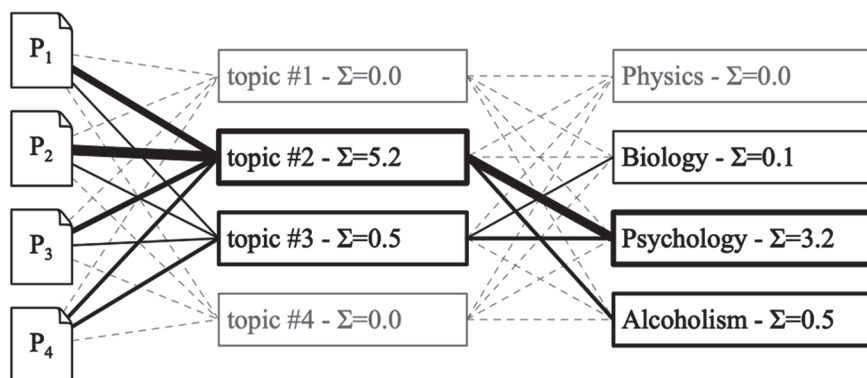 P₁
P₂
P₃
P₄
topic #1 - Σ=0.0
topic #2 - Σ=5.2
topic #3 - Σ=0.5
topic #4 - Σ=0.0
Physics - Σ=0.0
Biology - Σ=0.1
Psychology - Σ=3.2
Alcoholism - Σ=0.5